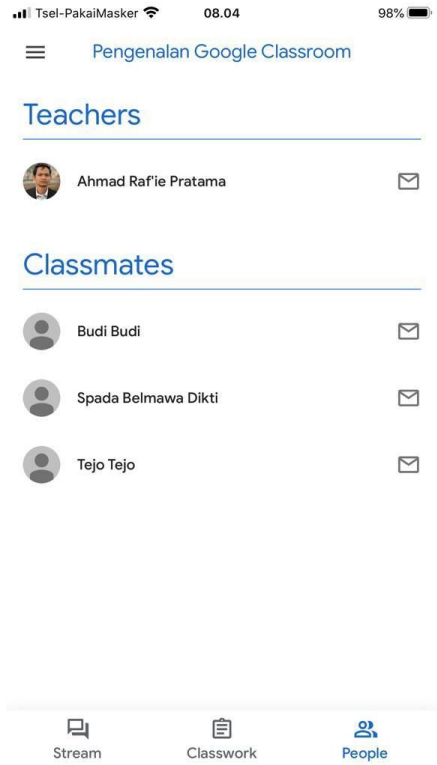 Tsel-PakaiMasker 08.04 98%
Pengenalan Google Classroom
Teachers
Ahmad Raf'ie Pratama
Classmates
Budi Budi
Spada Belmawa Dikti
Tejo Tejo
Stream Classwork People